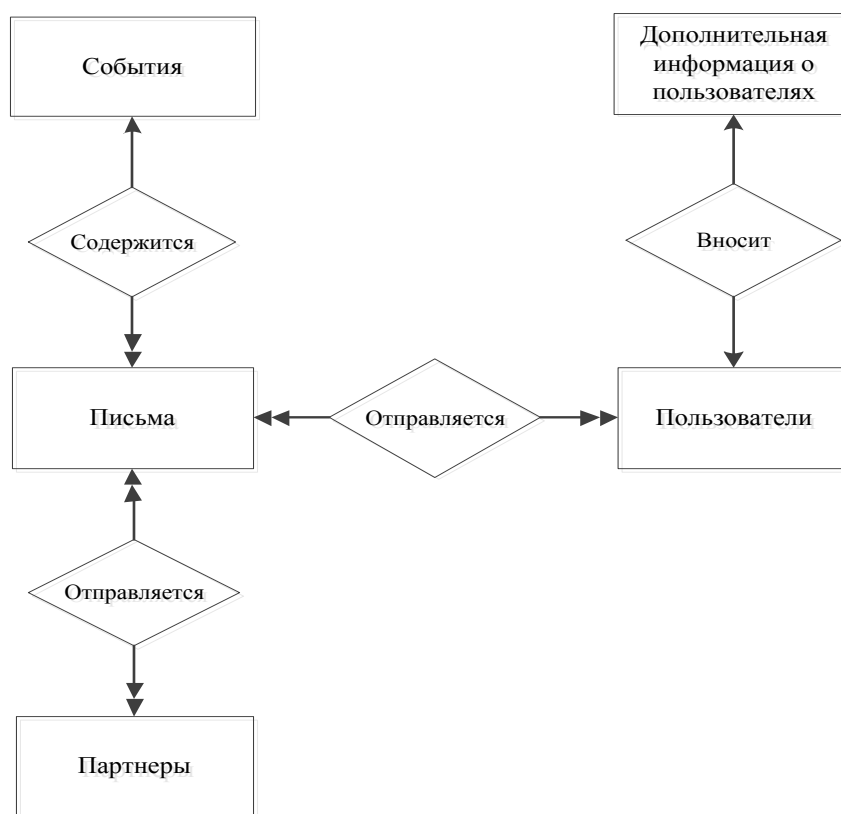 События
Дополнительная
информация о
пользователях
Содержится
Вносит
Письма
Отправляется
Пользователи
Отправляется
Партнеры